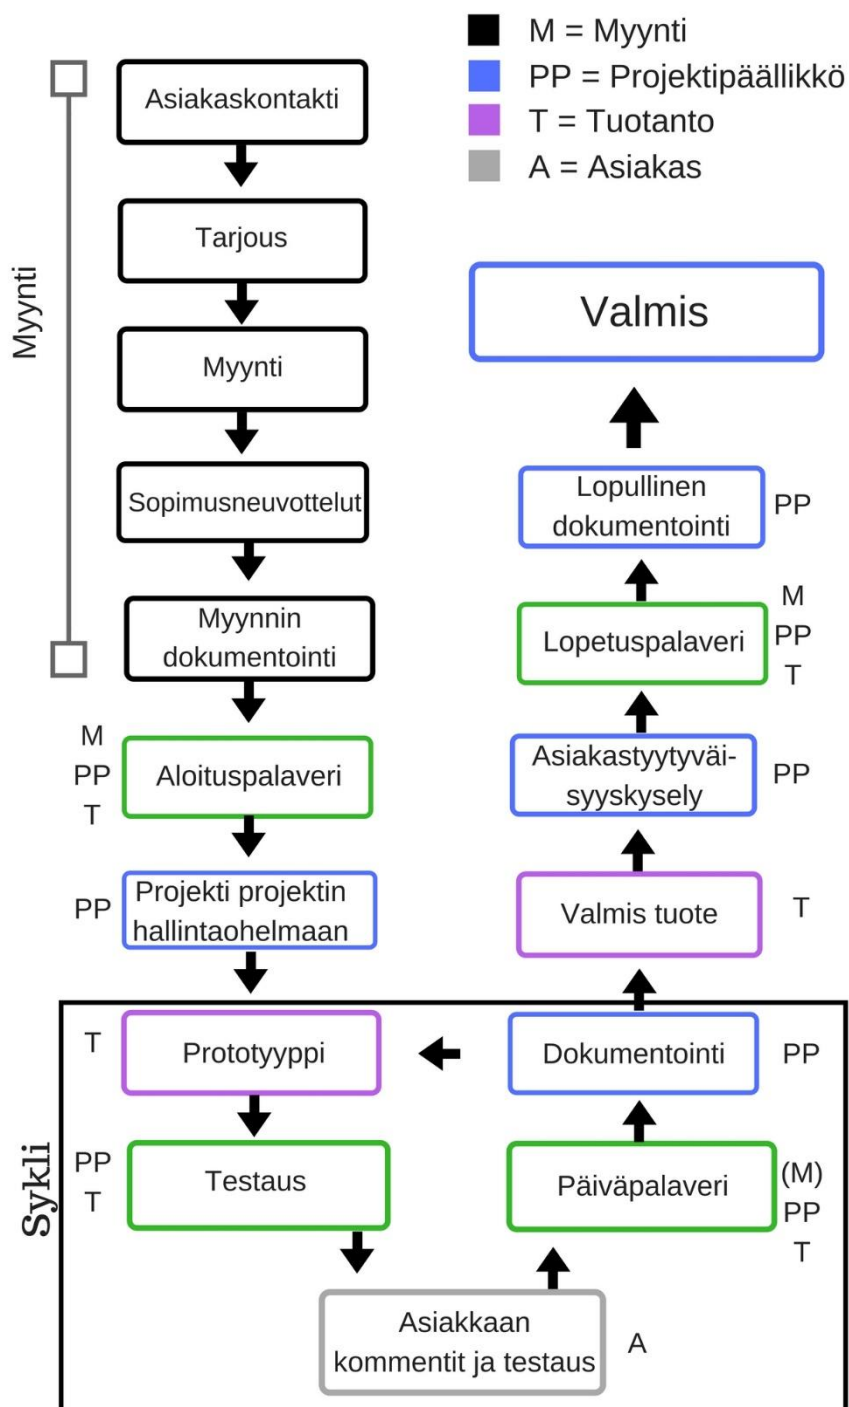 M = Myynti
PP = Projektipäällikkö
T = Tuotanto
A = Asiakas
Myynti
Asiakaskontakti
Tarjous
Myynti
Sopimusneuvottelut
Myynnin
dokumentointi
M
PP
T
Aloituspalaveri
PP
Projekti projektin
hallintaohelmaan
Sykli
T
Prototyyppi
PP
T
Testaus
Asiakkaan
kommentit ja testaus
A
Päiväpalaveri
(M)
PP
T
Dokumentointi
PP
Valmis tuote
T
Asiakastyytyväi-
syyskysely
PP
Lopetuspalaveri
M
PP
T
Lopullinen
dokumentointi
PP
Valmis